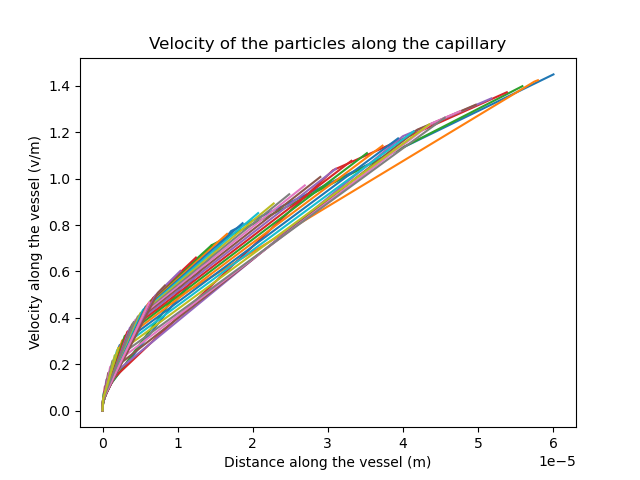 Velocity of the particles along the capillary
Velocity along the vessel (v/m)
1.4
1.2
1.0
0.8
0.6
0.4
0.2
0.0
0 1 2 3 4 5 6
1e−5
Distance along the vessel (m)